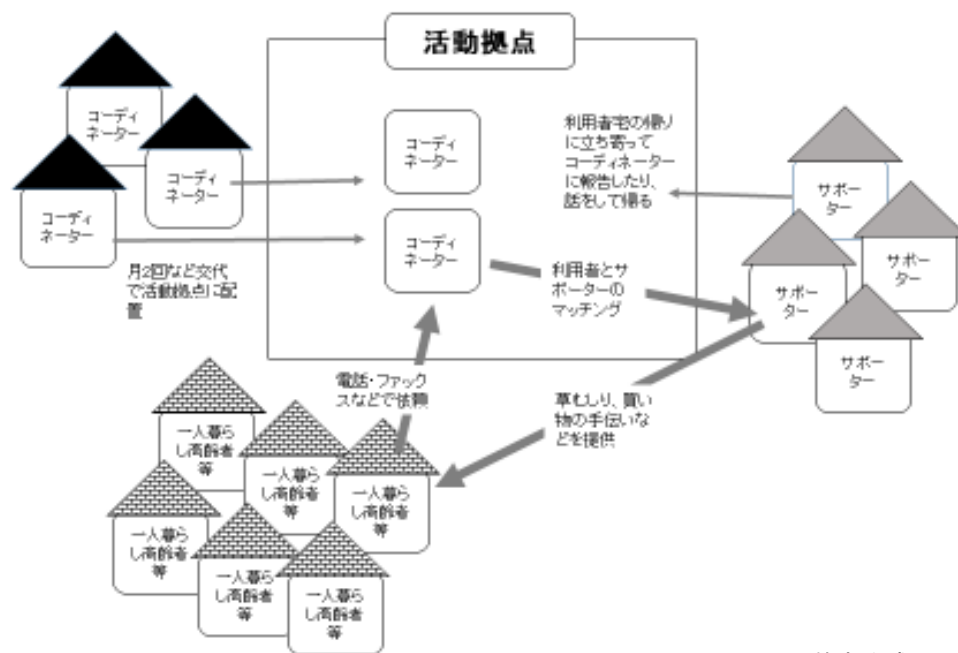 活動拠点
コーディ
ネーター
コーディ
ネーター
コーディ
ネーター
月2回など交代
で活動拠点に配
置
コーディ
ネーター
コーディ
ネーター
利用者宅の帰り
に立ち寄って
コーディネーター
に報告したり、
話をして帰る
サポー
ター
サポー
ター
サポー
ター
サポー
ター
利用者とサ
ポーターの
マッチング
電話・ファック
スなどで依頼
草むしり、買い
物の手伝いな
どを提供
一人暮ら
し高齢者
等
一人暮ら
し高齢者
等
一人暮ら
し高齢者
等
一人暮ら
し高齢者
等
一人暮ら
し高齢者
等
一人暮ら
し高齢者
等